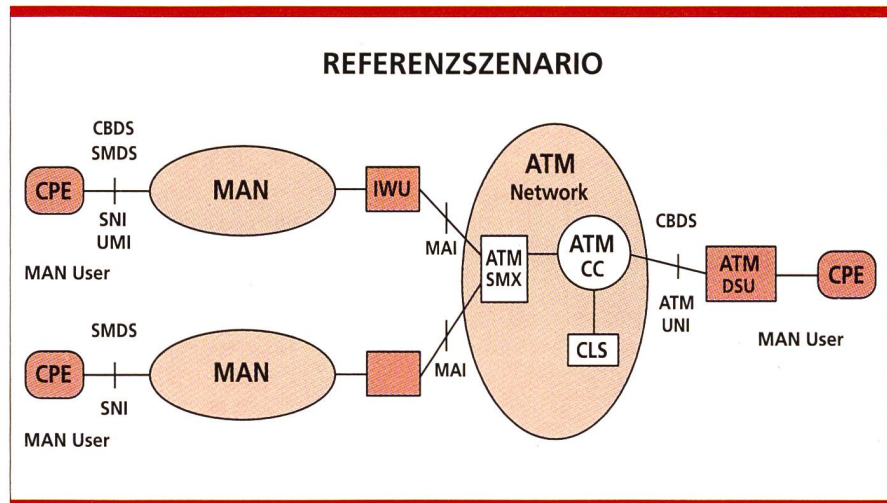 REFERENZSZENARIO
CBDS
SMDS
CPE
MAN
IWU
SNI
UMI
MAN User
MAI
ATM
Network
ATM
SMX
ATM
CC
CLS
CBDS
ATM
UNI
ATM
DSU
CPE
MAN User
SMDS
CPE
MAN
MAI
SNI
MAN User